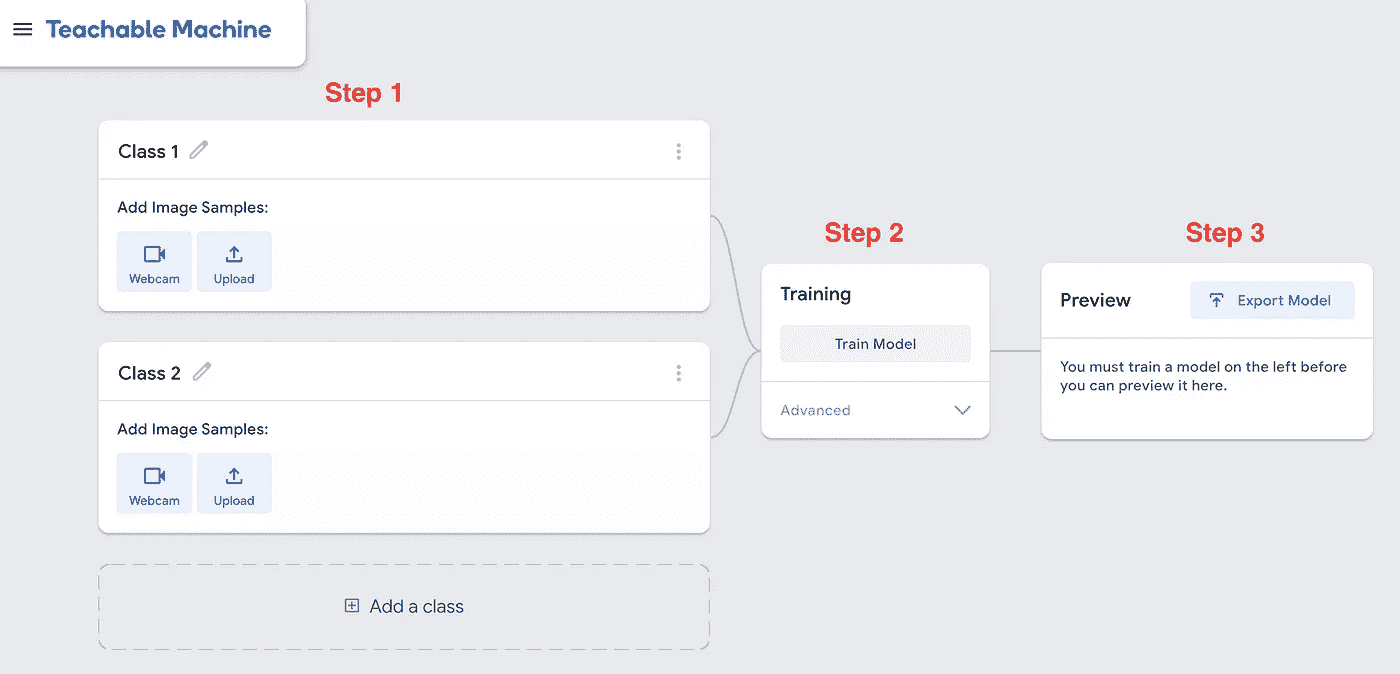 Teachable Machine
Step 1
Class 1
Add Image Samples:
Webcam
Upload
Class 2
Add Image Samples:
Webcam
Upload
Add a class
Step 2
Training
Train Model
Advanced
Step 3
Preview
Export Model
You must train a model on the left before
you can preview it here.